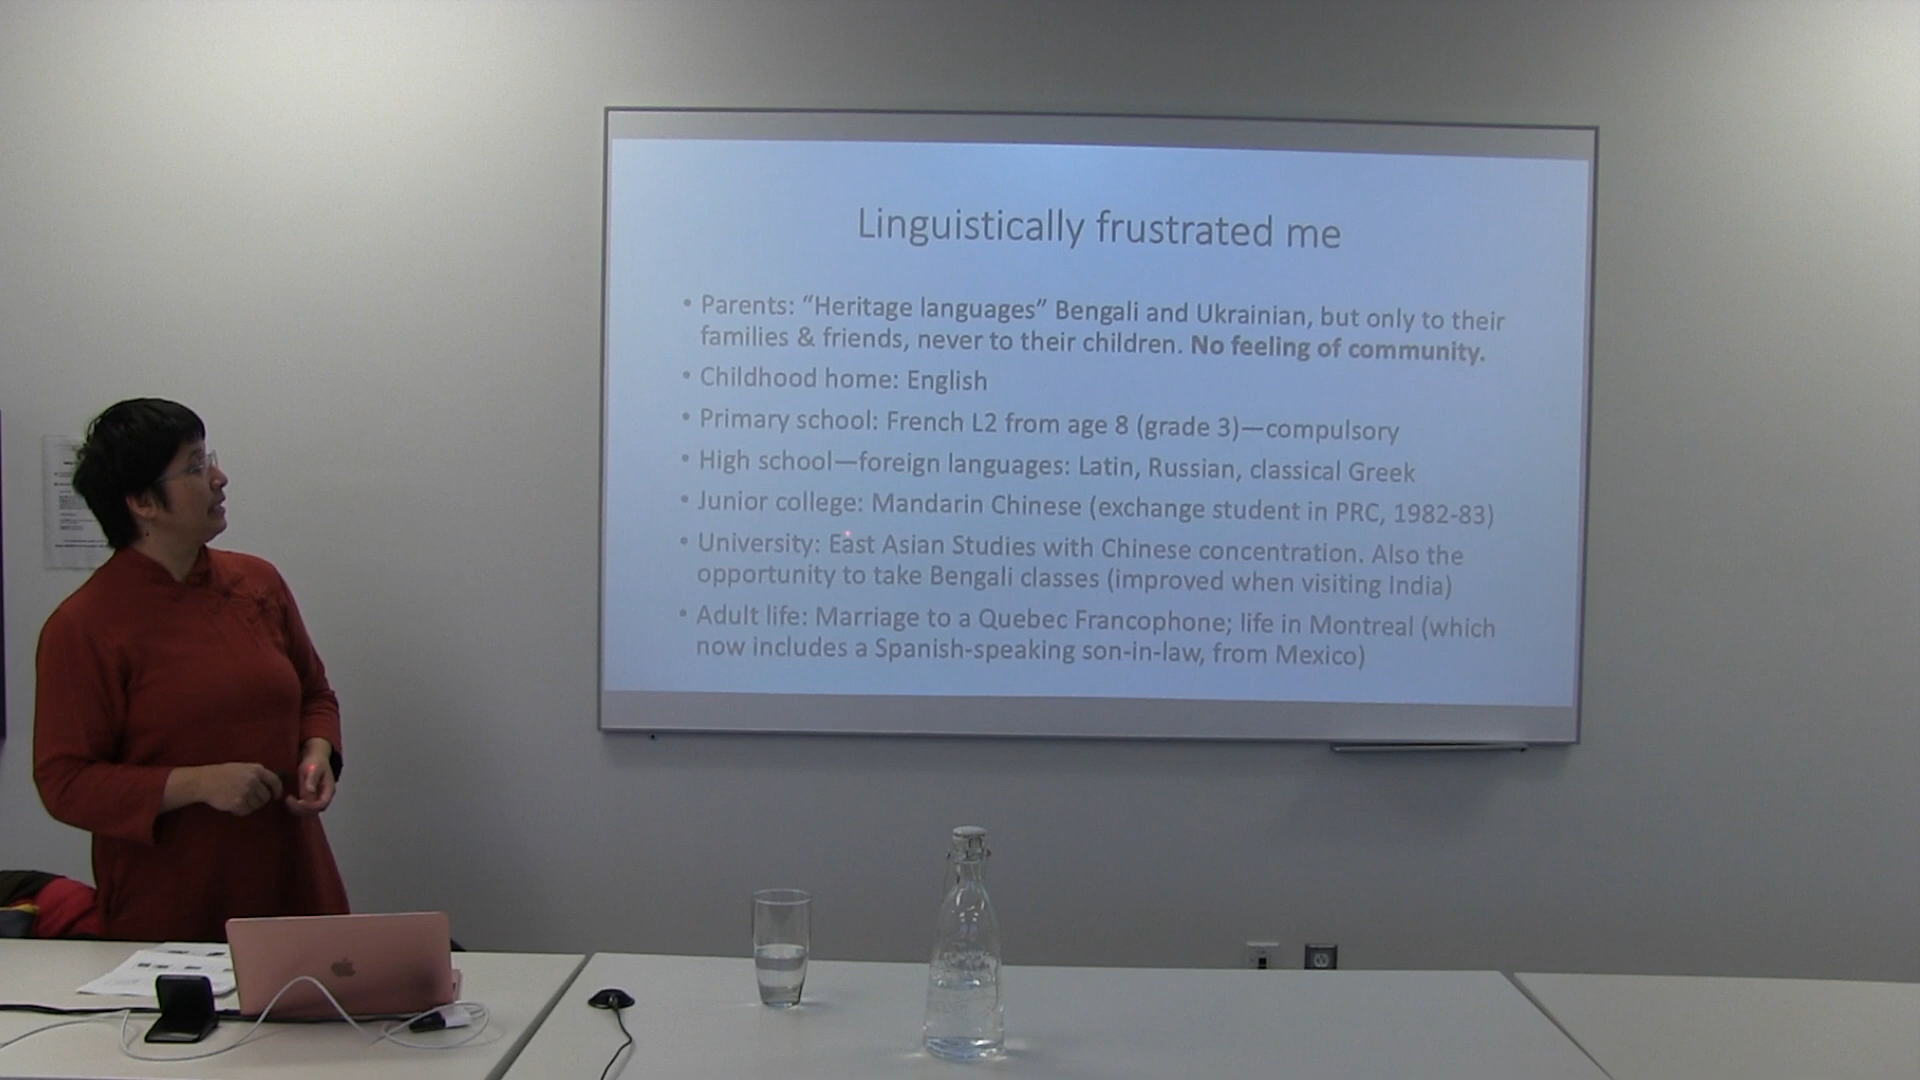 Linguistically frustrated me
• Parents: “Heritage languages” Bengali and Ukrainian, but only to their
families & friends, never to their children. No feeling of community.
• Childhood home: English
• Primary school: French L2 from age 8 (grade 3)—compulsory
• High school—foreign languages: Latin, Russian, classical Greek
• Junior college: Mandarin Chinese (exchange student in PRC, 1982-83)
• University: East Asian Studies with Chinese concentration. Also the
opportunity to take Bengali classes (improved when visiting India)
• Adult life: Marriage to a Quebec Francophone; life in Montreal (which
now includes a Spanish-speaking son-in-law, from Mexico)